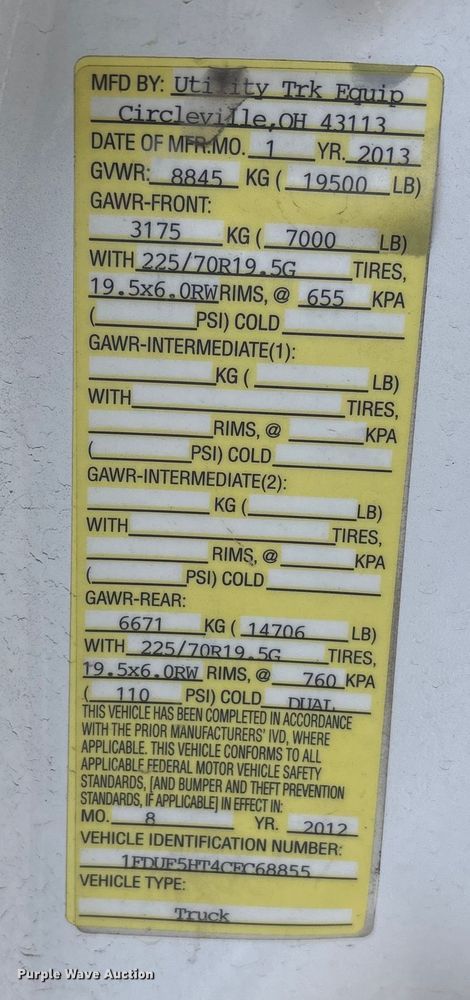 MFD BY: Utility Trk Equip
Circleville,OH 43113
DATE OF MFR:MO. 1 YR. 2013
GVWR: 8845 KG ( 19500 LB)
GAWR-FRONT:
3175 KG ( 7000 LB)
WITH 225/70R19.5G TIRES,
19.5x6.0RW RIMS, @ 655 KPA
( PSI) COLD
GAWR-INTERMEDIATE(1):
KG ( LB)
WITH TIRES,
RIMS, @ KPA
( PSI) COLD
GAWR-INTERMEDIATE(2):
KG ( LB)
WITH TIRES,
RIMS, @ KPA
( PSI) COLD
GAWR-REAR:
6671 KG ( 14706 LB)
WITH 225/70R19.5G TIRES,
19.5x6.0RW RIMS, @ 760 KPA
( 110 PSI) COLD DUAL
THIS VEHICLE HAS BEEN COMPLETED IN ACCORDANCE
WITH THE PRIOR MANUFACTURERS' IVD, WHERE
APPLICABLE. THIS VEHICLE CONFORMS TO ALL
APPLICABLE FEDERAL MOTOR VEHICLE SAFETY
STANDARDS, [AND BUMPER AND THEFT PREVENTION
STANDARDS, IF APPLICABLE] IN EFFECT IN:
MO. 8 YR. 2012
VEHICLE IDENTIFICATION NUMBER:
1FDUF5HT4CEC68855
VEHICLE TYPE:
Truck
Purple Wave Auction